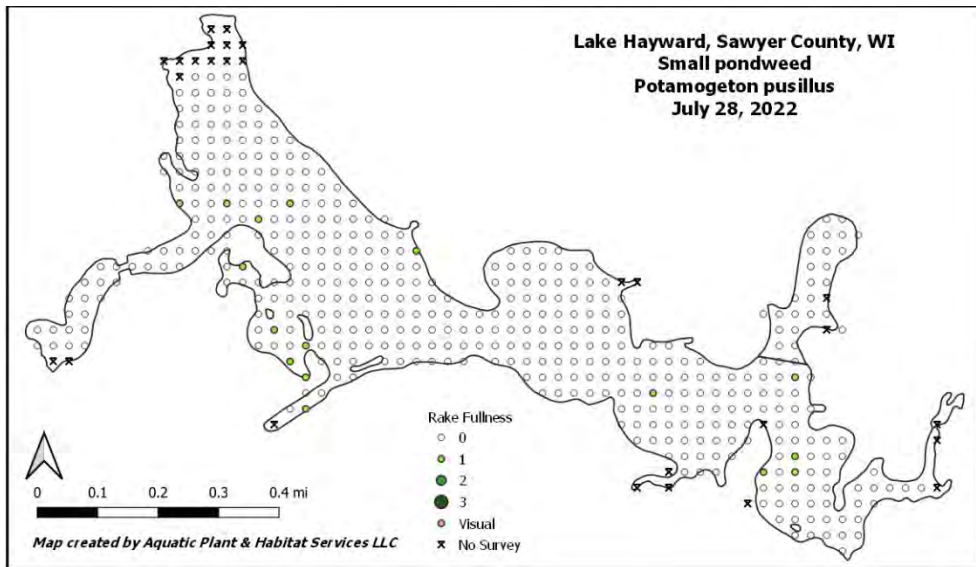 Lake Hayward, Sawyer County, WI
Small pondweed
Potamogeton pusillus
July 28, 2022
Rake Fullness
0
1
2
3
Visual
No Survey
0 0.1 0.2 0.3 0.4 mi
Map created by Aquatic Plant & Habitat Services LLC